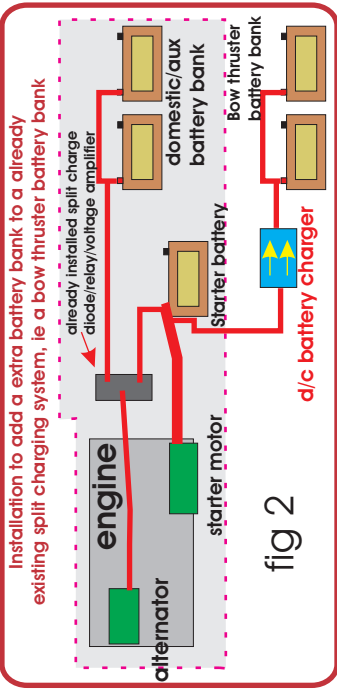 Installation to add a extra battery bank to a already
existing split charging system, ie a bow thruster battery bank
already installed split charge
diode/relay/voltage amplifier
domestic/aux
battery bank
engine
alternator
starter motor
Starter battery
Bow thruster
battery bank
d/c battery charger
fig 2